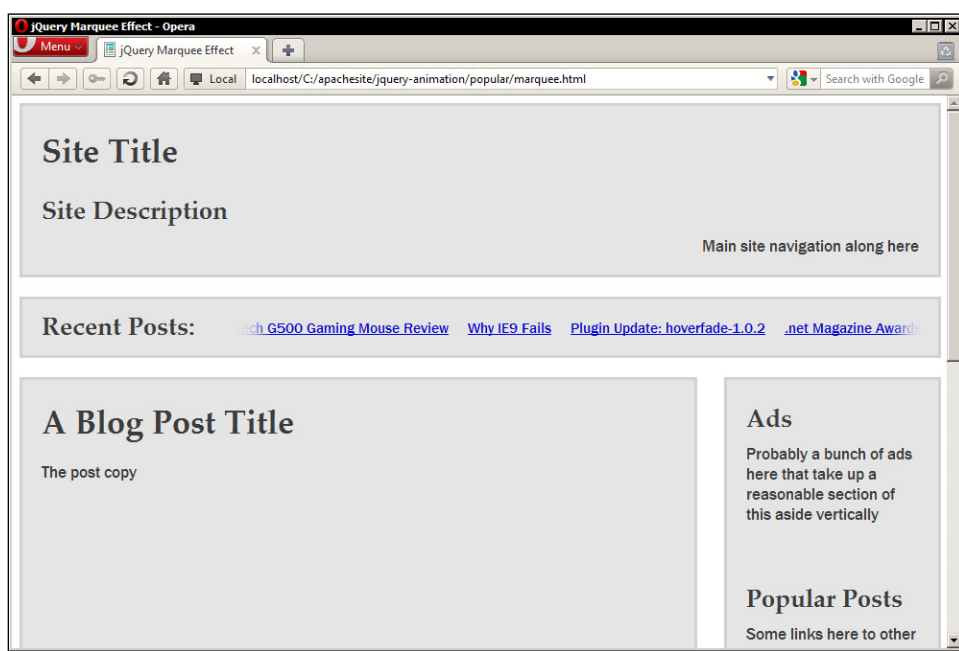 jQuery Marquee Effect - Opera
Menu
jQuery Marquee Effect
Local
localhost/C:/apachesite/jquery-animation/popular/marquee.html
Search with Google
Site Title
Site Description
Main site navigation along here
Recent Posts:
ech G500 Gaming Mouse Review
Why IE9 Fails
Plugin Update: hoverfade-1.0.2
.net Magazine Awards
A Blog Post Title
The post copy
Ads
Probably a bunch of ads
here that take up a
reasonable section of
this aside vertically
Popular Posts
Some links here to other